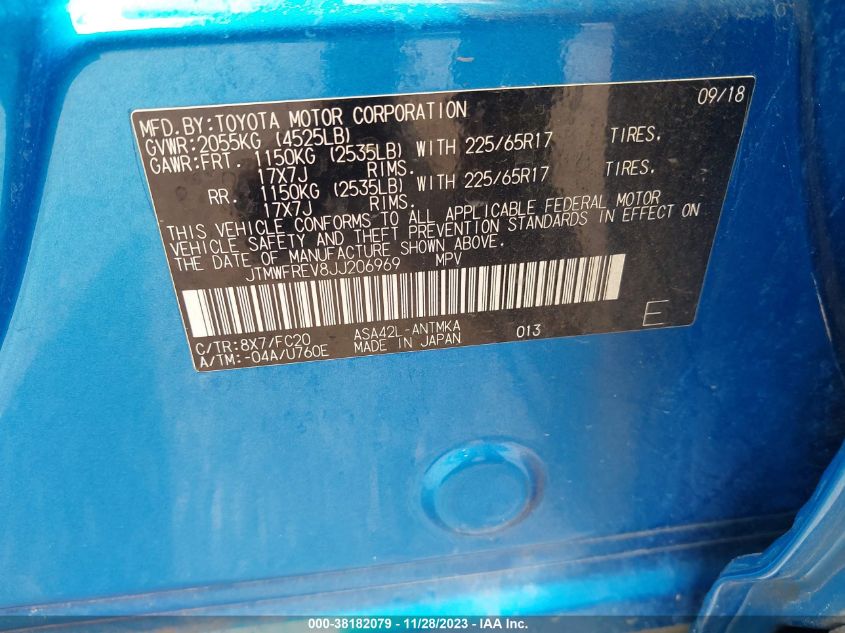 MFD.BY:TOYOTA MOTOR CORPORATION 09/18
GVWR:2055KG (4525LB)
GAWR:FRT. 1150KG (2535LB) WITH 225/65R17 TIRES.
17X7J RIMS.
RR. 1150KG (2535LB) WITH 225/65R17 TIRES.
17X7J RIMS.
THIS VEHICLE CONFORMS TO ALL APPLICABLE FEDERAL MOTOR
VEHICLE SAFETY AND THEFT PREVENTION STANDARDS IN EFFECT ON
THE DATE OF MANUFACTURE SHOWN ABOVE.
JTMWFREV8JJ206969 MPV
C/TR:8X7/FC20 ASA42L-ANTMKA 013 E
A/TM:-04A/U760E MADE IN JAPAN
000-38182079 - 11/28/2023 - IAA Inc.